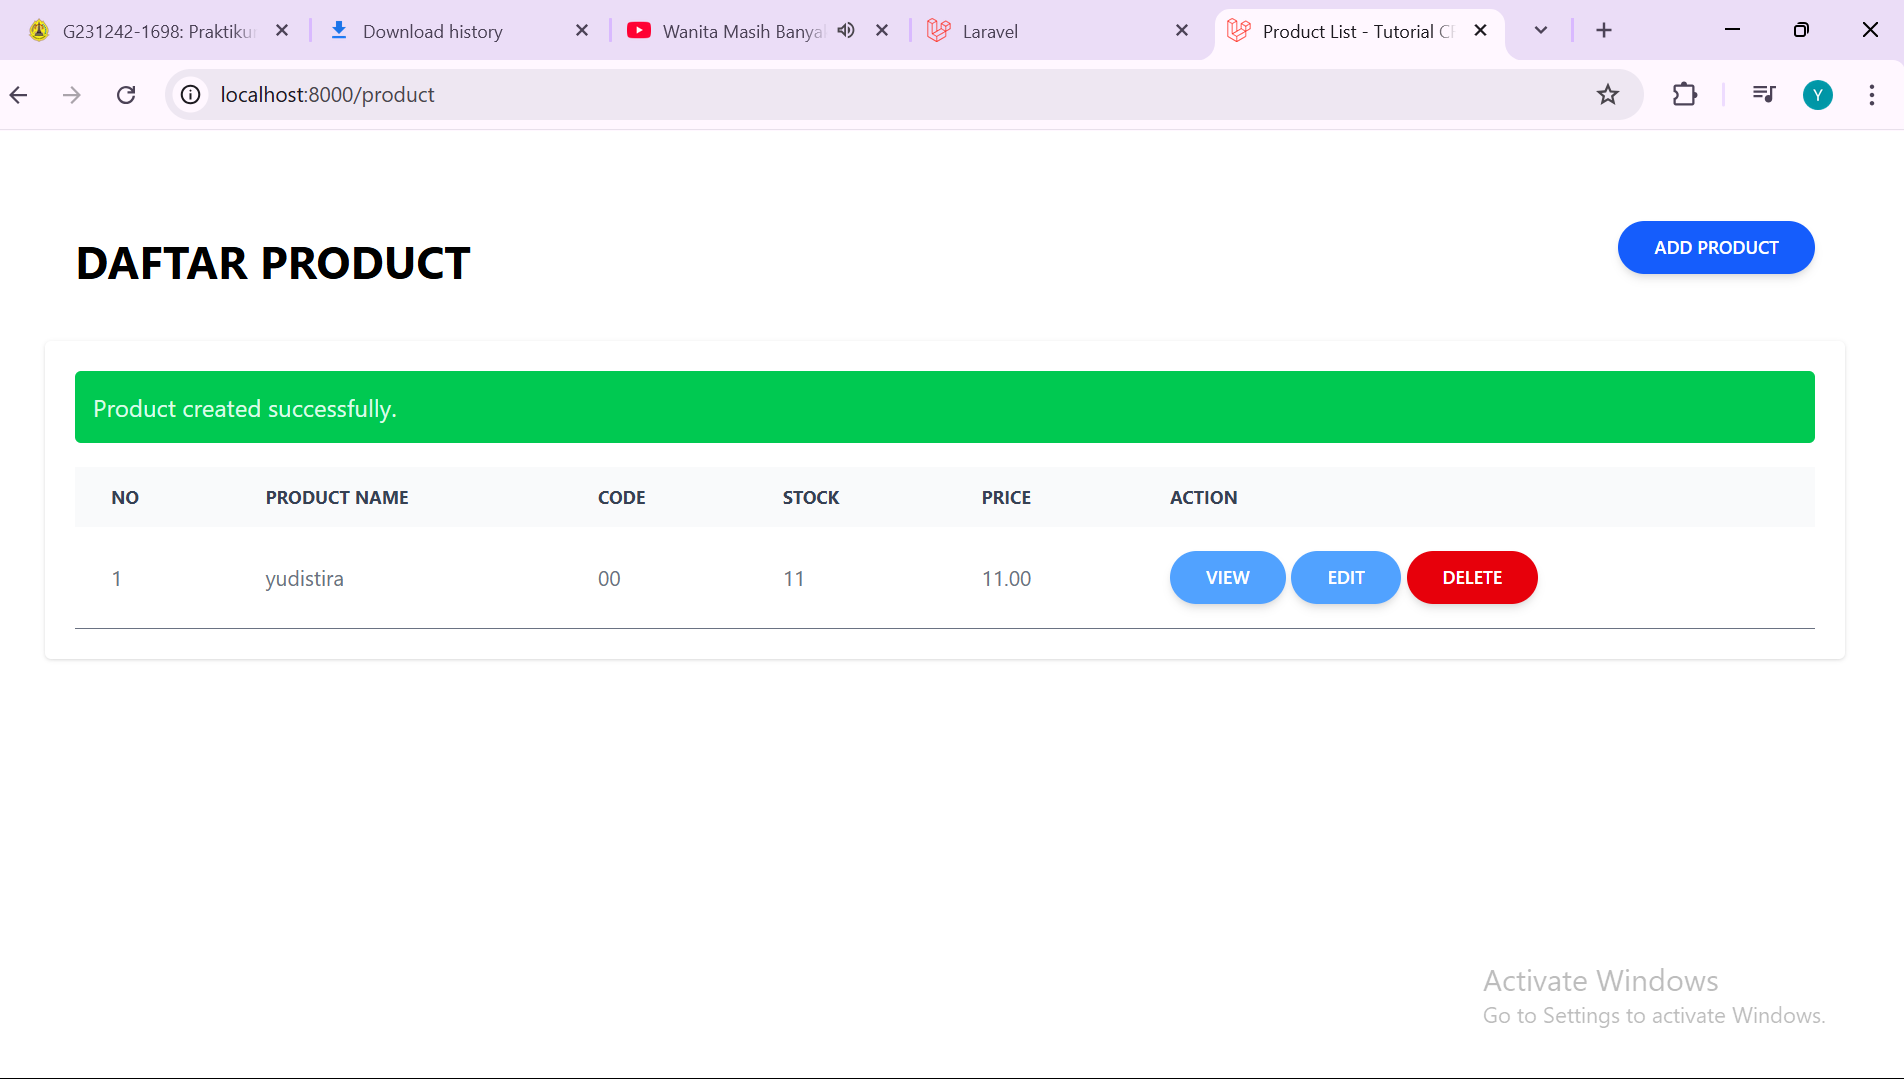 G231242-1698: Praktiku
Download history
Wanita Masih Banya
Laravel
Product List - Tutorial C
localhost:8000/product
Y
DAFTAR PRODUCT
ADD PRODUCT
Product created successfully.
NO PRODUCT NAME CODE STOCK PRICE ACTION
1 yudistira 00 11 11.00 VIEW EDIT DELETE
Activate Windows
Go to Settings to activate Windows.